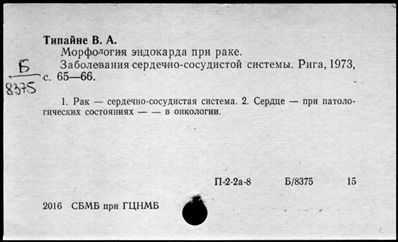 Типайне В. А.
Морфология эндокарда при раке.
Заболевания сердечно-сосудистой системы. Рига, 1973,
с. 65—66.
Б
8375
1. Рак — сердечно-сосудистая система. 2. Сердце — при патоло-
гических состояниях — — в онкологии.
П-2-2а-8 Б/8375 15
2016 СБМБ при ГЦНМБ